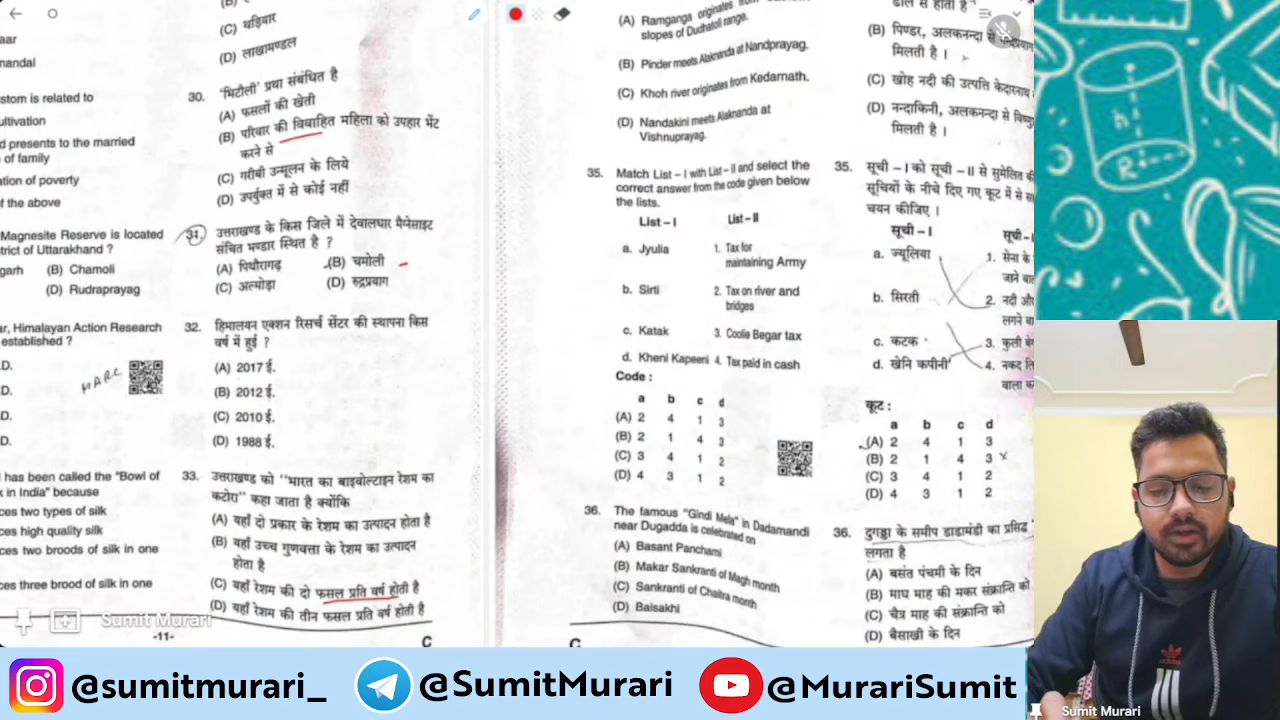 aar
nandal
stom is related to
ultivation
d presents to the married
of family
ation of poverty
f the above
Magnesite Reserve is located
trict of Uttarakhand ?
garh (B) Chamoli
(D) Rudraprayag
ar, Himalayan Action Research
established ?
.D.
.D.
.D.
.D.
HARC
has been called the "Bowl of
k in India" because
ces two types of silk
ces high quality silk
ces two broods of silk in one
ces three brood of silk in one
(C) थड़िवार
(D) लाखामण्डल
30. 'भिटौली' प्रथा संबंधित है
(A) फसलों की खेती
(B) परिवार की विवाहित महिला को उपहार भेंट
करने से
(C) गरीबी उन्मूलन के लिये
(D) उपर्युक्त में से कोई नहीं
31. उत्तराखण्ड के किस जिले में देवालधार मैग्नेसाइट
संचित भण्डार स्थित है ?
(A) पिथौरागढ़ (B) चमोली
(C) अल्मोड़ा (D) रुद्रप्रयाग
32. हिमालयन एक्शन रिसर्च सेंटर की स्थापना किस
वर्ष में हुई ?
(A) 2017 ई.
(B) 2012 ई.
(C) 2010 ई.
(D) 1988 ई.
33. उत्तराखण्ड को "भारत का बाइवोल्टाइन रेशम का
कटोरा" कहा जाता है क्योंकि
(A) यहाँ दो प्रकार के रेशम का उत्पादन होता है
(B) यहाँ उच्च गुणवत्ता के रेशम का उत्पादन
होता है
(C) यहाँ रेशम की दो फसल प्रति वर्ष होती है
(D) यहाँ रेशम की तीन फसल प्रति वर्ष होती है
Sumit Murari
-11-
C
(A) Ramganga originates from
slopes of Dudhatoli range.
(B) Pinder meets Alaknanda at Nandprayag.
(C) Khoh river originates from Kedarnath.
(D) Nandakini meets Alaknanda at
Vishnuprayag.
35. Match List – I with List – II and select the
correct answer from the code given below
the lists.
List – I List – II
a. Jyulia 1. Tax for
maintaining Army
b. Sirti 2. Tax on river and
bridges
c. Katak 3. Coolie Begar tax
d. Kheni Kapeeni 4. Tax paid in cash
Code :
a b c d
(A) 2 4 1 3
(B) 2 1 4 3
(C) 3 4 1 2
(D) 4 3 1 2
36. The famous "Gindi Mela" in Dadamandi
near Dugadda is celebrated on
(A) Basant Panchami
(B) Makar Sankranti of Magh month
(C) Sankranti of Chaitra month
(D) Baisakhi
C
ढाल से होता है
(B) पिण्डर, अलकनन्दा से
मिलती है ।
(C) खोह नदी की उत्पत्ति केदारनाथ
(D) नन्दाकिनी, अलकनन्दा से
मिलती है ।
35. सूची – I को सूची – II से सुमेलित
सूचियों के नीचे दिए गए कूट में से
चयन कीजिए ।
सूची – I सूची –
a. ज्यूलिया 1. सेना के
जाने
b. सिरती 2. नदी और
लगने
c. कटक 3. कुली
d. खेनि कपीनी 4. नकद
वाला
कूट :
a b c d
(A) 2 4 1 3
(B) 2 1 4 3 x
(C) 3 4 1 2
(D) 4 3 1 2
36. दुगड्डा के समीप डाडामंडी का प्रसिद्ध
लगता है
(A) बसंत पंचमी के दिन
(B) माघ माह की मकर संक्रान्ति को
(C) चैत्र माह की संक्रान्ति को
(D) बैसाखी के दिन
h
R
Sumit Murari
@sumitmurari_ @SumitMurari @MurariSumit